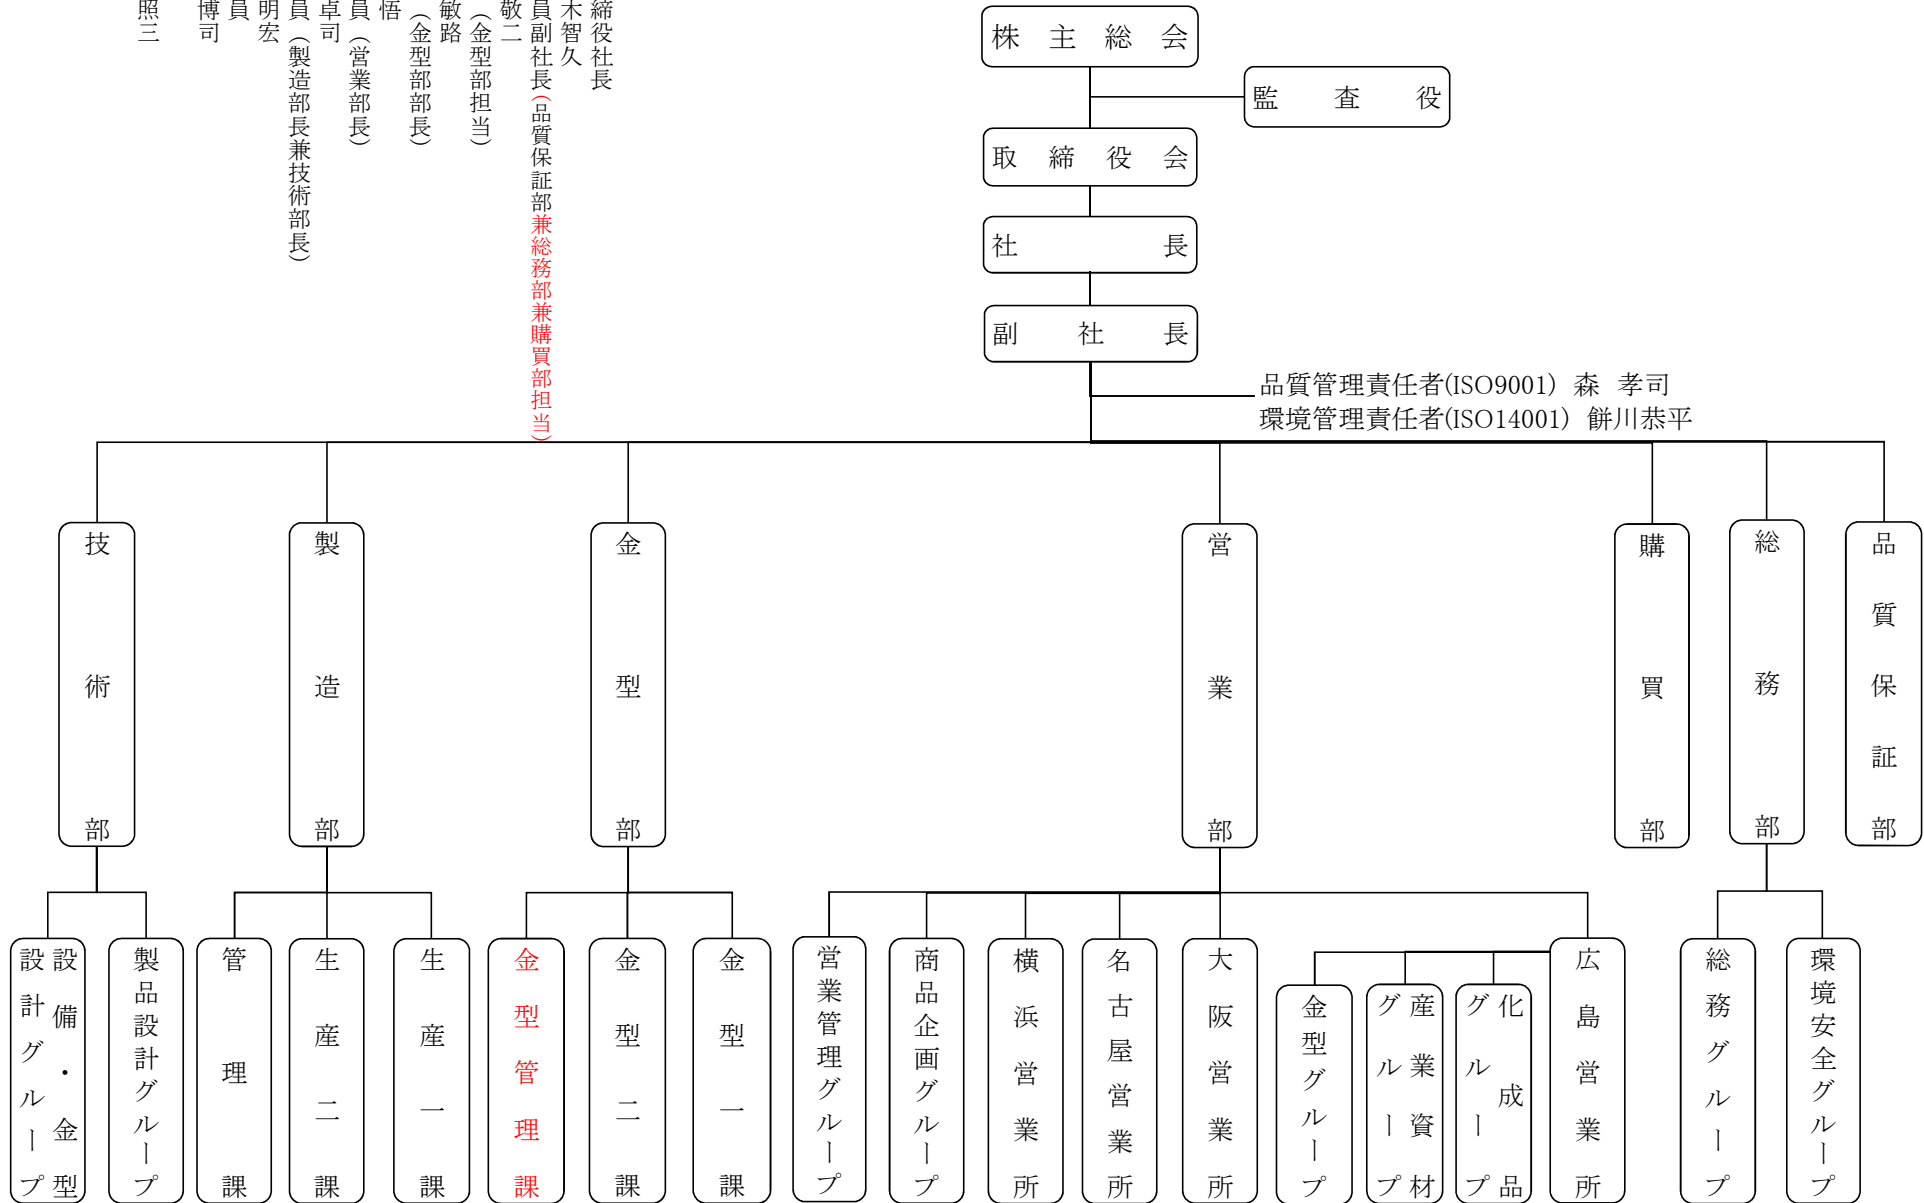 株主総会
監査役
取締役会
社長
副社長
品質管理責任者(ISO9001) 森 孝司
環境管理責任者(ISO14001) 餅川恭平
締役社長
木智久
員副社長(品質保証部兼総務部兼購買部担当)
敬二
(金型部担当)
敏路
(金型部部長)
悟
員(営業部長)
卓司
員(製造部長兼技術部長)
明宏
員
博司
照三
技術部
製造部
金型部
営業部
購買部
総務部
品質保証部
設備・金型
設計グループ
製品設計グループ
管理課
生産二課
生産一課
金型管理課
金型二課
金型一課
営業管理グループ
商品企画グループ
横浜営業所
名古屋営業所
大阪営業所
金型グループ
産業資材
グループ
化成品
グループ
広島営業所
総務グループ
環境安全グループ